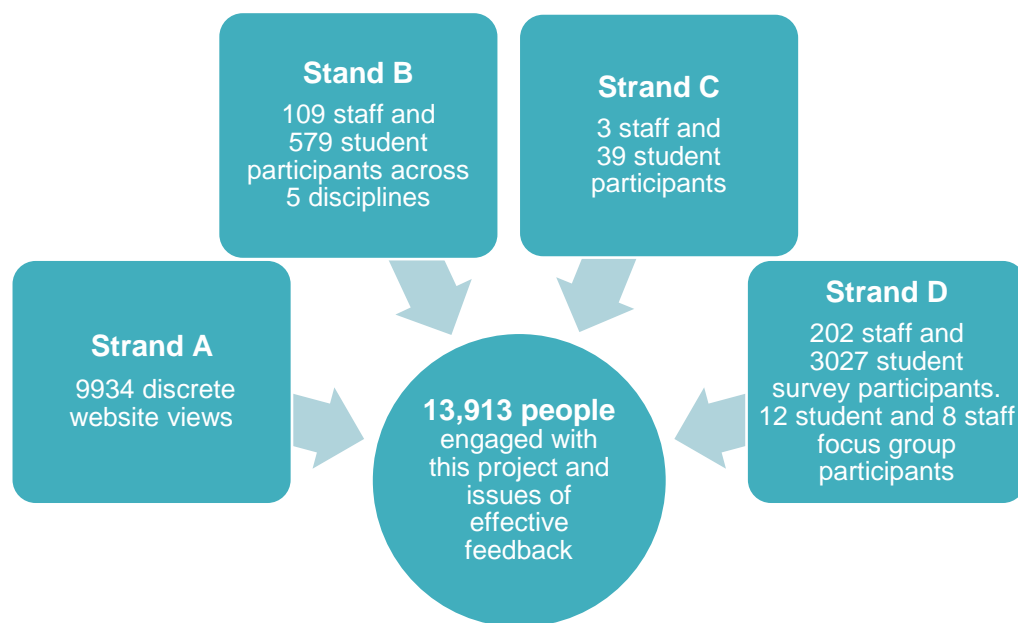 Strand A
9934 discrete
website views
Stand B
109 staff and
579 student
participants across
5 disciplines
Strand C
3 staff and
39 student
participants
Strand D
202 staff and
3027 student
survey participants.
12 student and 8 staff
focus group
participants
13,913 people
engaged with
this project and
issues of
effective
feedback